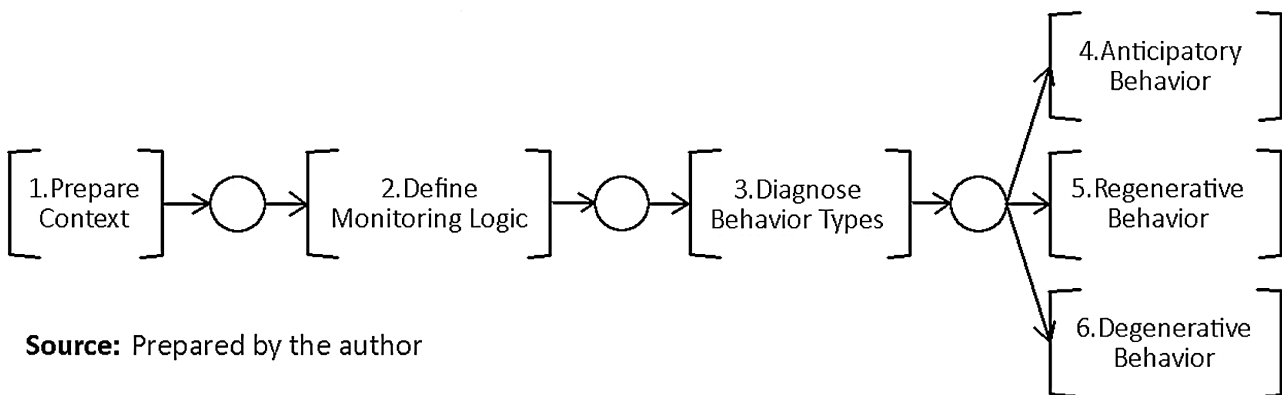 1.Prepare
Context
2.Define
Monitoring Logic
3.Diagnose
Behavior Types
4.Anticipatory
Behavior
5.Regenerative
Behavior
6.Degenerative
Behavior
Source: Prepared by the author